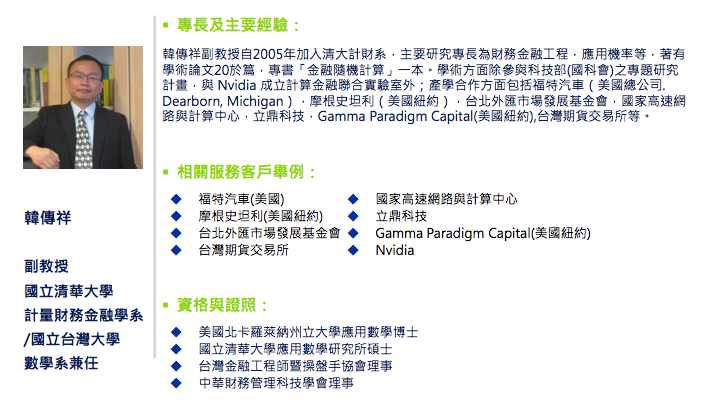 專長及主要經驗：
韓傳祥副教授自2005年加入清大計財系，主要研究專長為財務金融工程，應用機率等，著有
學術論文20於篇，專書「金融隨機計算」一本。學術方面除參與科技部(國科會)之專題研究
計畫，與 Nvidia 成立計算金融聯合實驗室外；產學合作方面包括福特汽車（美國總公司.
Dearborn, Michigan），摩根史坦利（美國紐約），台北外匯市場發展基金會，國家高速網
路與計算中心，立鼎科技，Gamma Paradigm Capital(美國紐約),台灣期貨交易所等。
相關服務客戶舉例：
福特汽車(美國)
摩根史坦利(美國紐約)
台北外匯市場發展基金會
台灣期貨交易所
國家高速網路與計算中心
立鼎科技
Gamma Paradigm Capital(美國紐約)
Nvidia
資格與證照：
美國北卡羅萊納州立大學應用數學博士
國立清華大學應用數學研究所碩士
台灣金融工程師暨操盤手協會理事
中華財務管理科技學會理事
韓傳祥
副教授
國立清華大學
計量財務金融學系
/國立台灣大學
數學系兼任